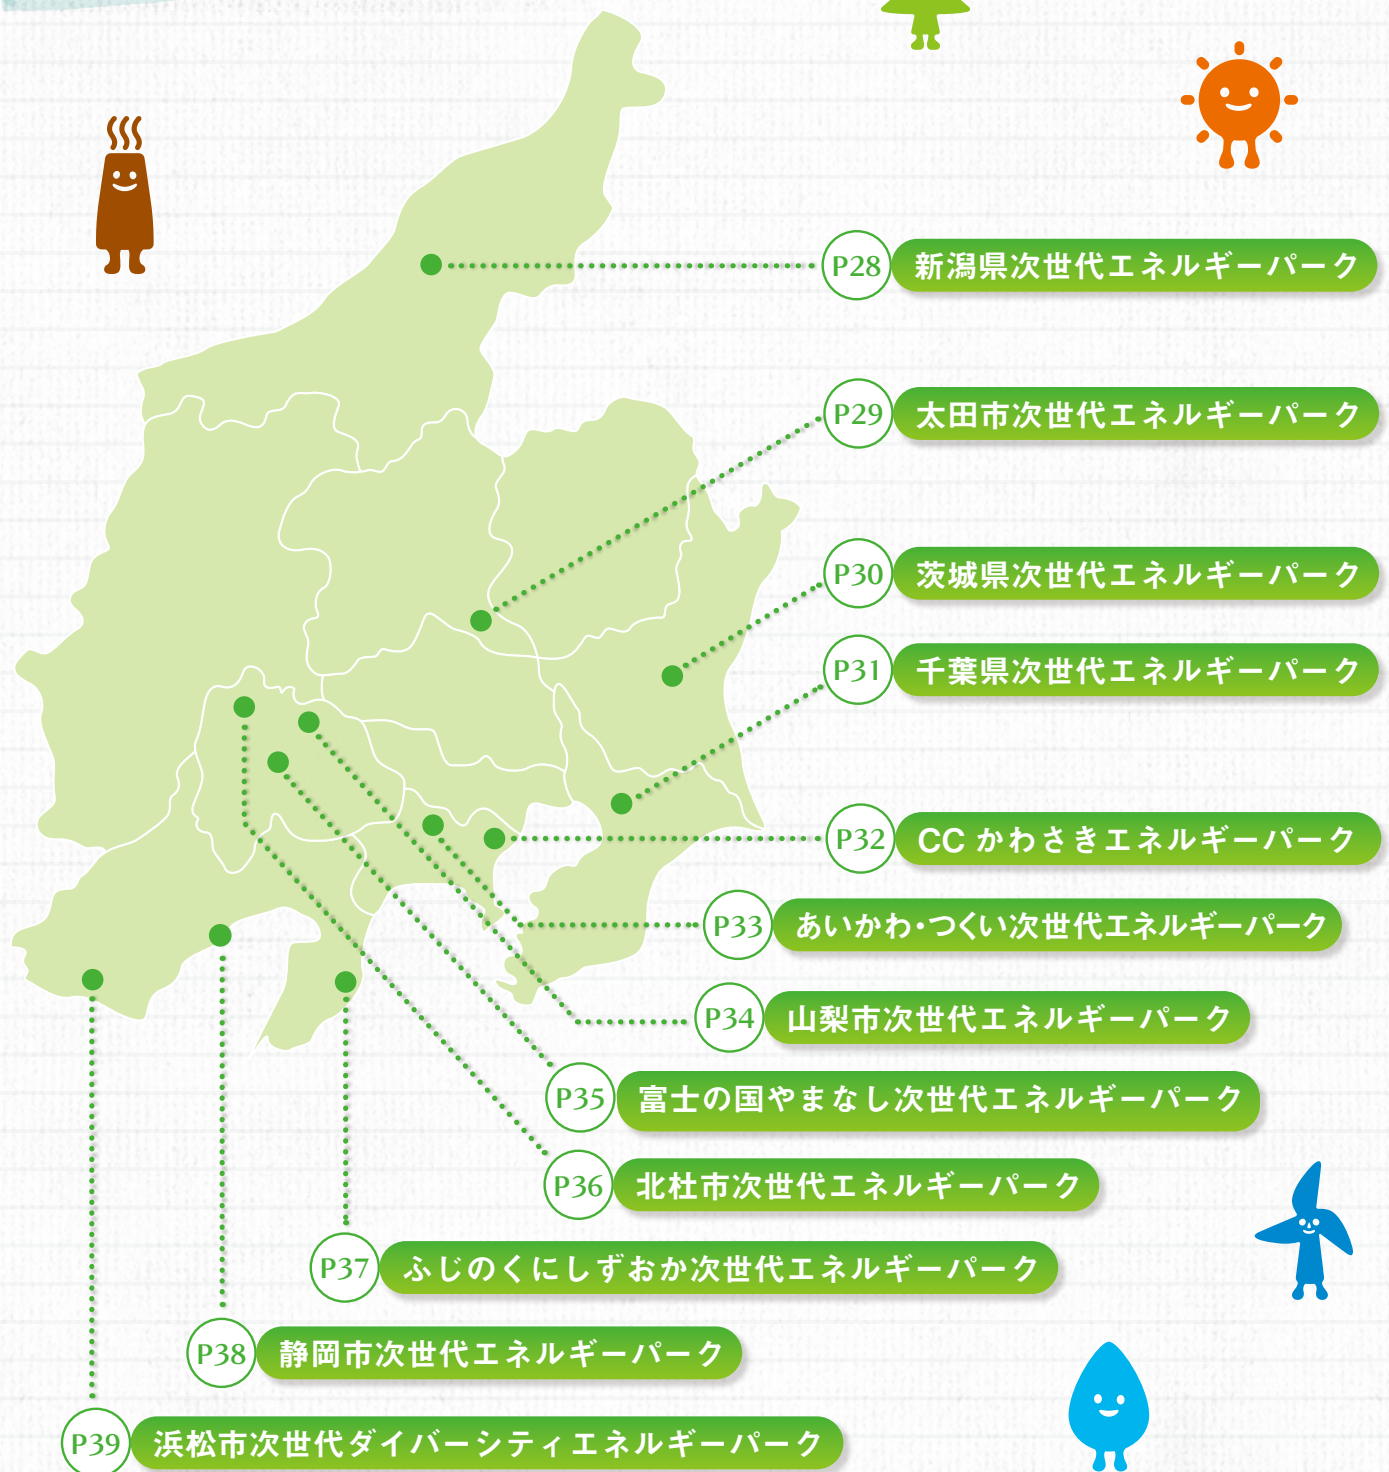 P28 新潟県次世代エネルギーパーク
P29 太田市次世代エネルギーパーク
P30 茨城県次世代エネルギーパーク
P31 千葉県次世代エネルギーパーク
P32 CCかわさきエネルギーパーク
P33 あいかわ・つくい次世代エネルギーパーク
P34 山梨市次世代エネルギーパーク
P35 富士の国やまなし次世代エネルギーパーク
P36 北杜市次世代エネルギーパーク
P37 ふじのくにしずおか次世代エネルギーパーク
P38 静岡市次世代エネルギーパーク
P39 浜松市次世代ダイバーシティエネルギーパーク